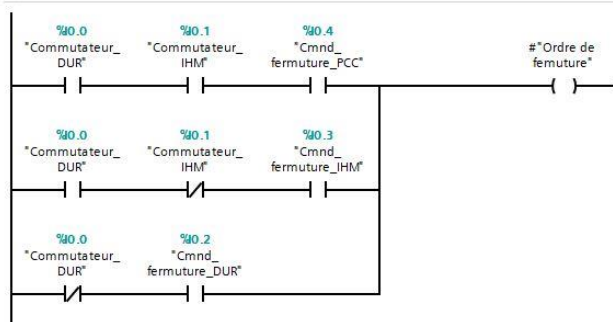 %I0.0
"Commutateur_
DUR"
%I0.1
"Commutateur_
IHM"
%I0.4
"Cmnd_
fermuture_PCC"
#"Ordre de
femuture"
%I0.0
"Commutateur_
DUR"
%I0.1
"Commutateur_
IHM"
%I0.3
"Cmnd_
fermuture_IHM"
%I0.0
"Commutateur_
DUR"
%I0.2
"Cmnd_
fermuture_DUR"